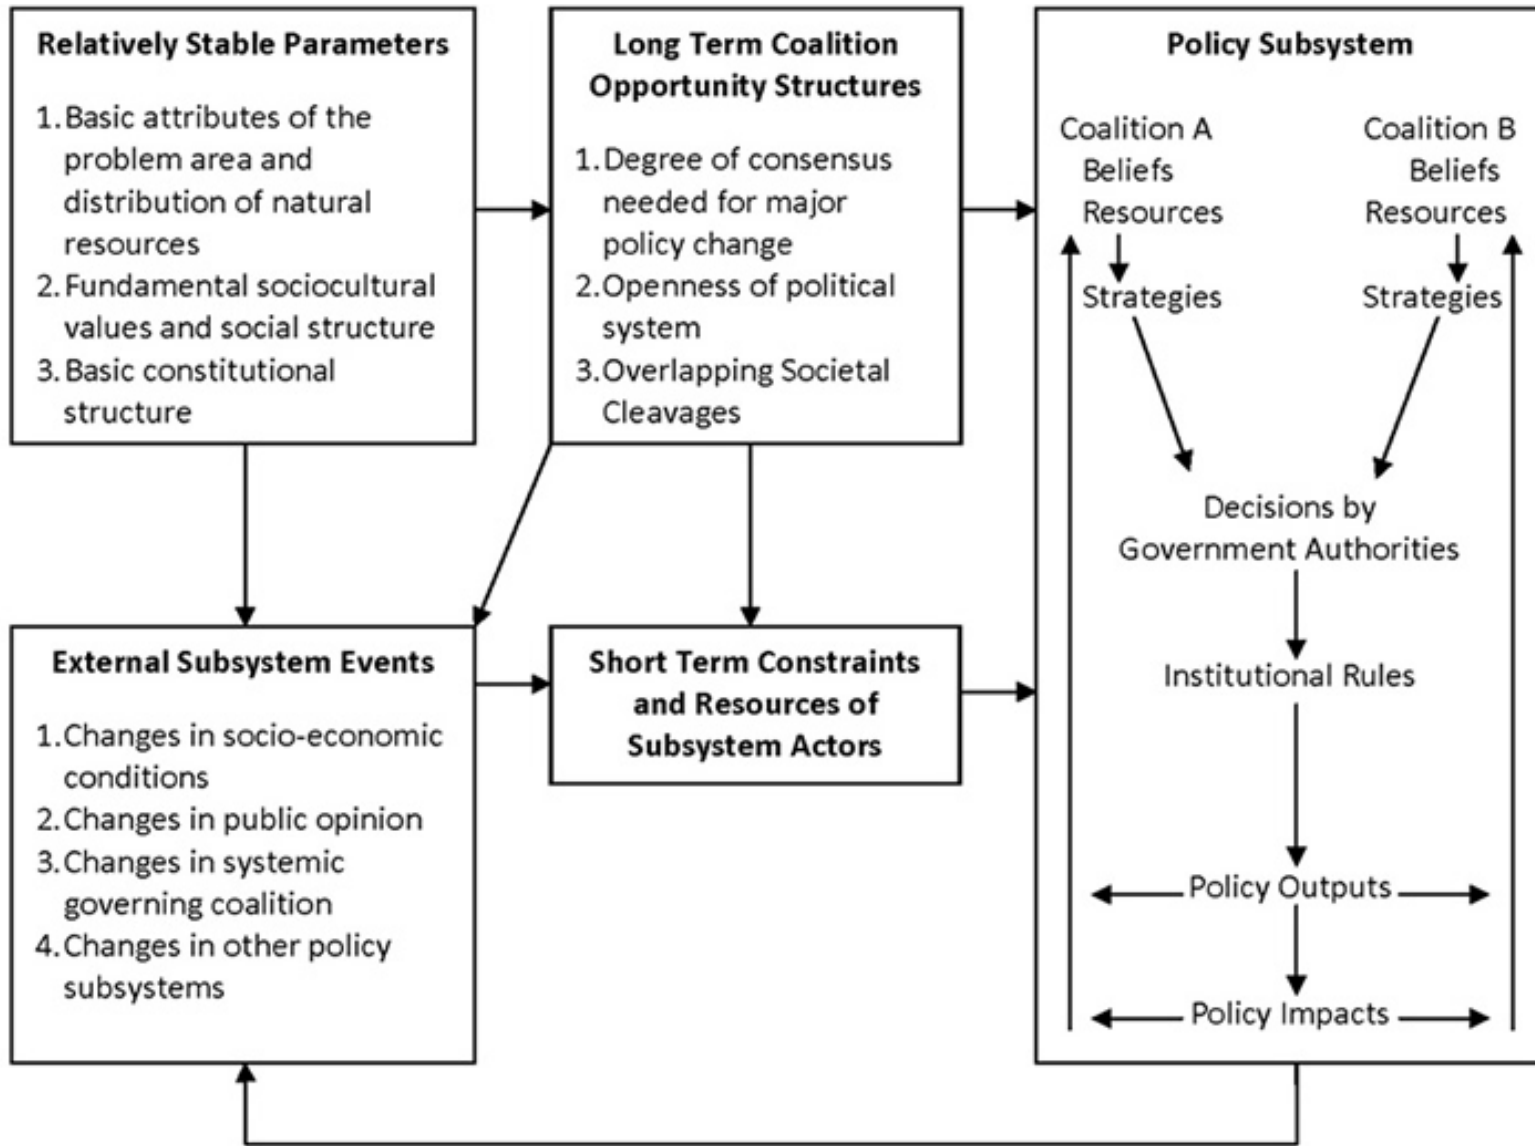 Relatively Stable Parameters
1. Basic attributes of the
problem area and
distribution of natural
resources
2. Fundamental sociocultural
values and social structure
3. Basic constitutional
structure
Long Term Coalition
Opportunity Structures
1. Degree of consensus
needed for major
policy change
2. Openness of political
system
3. Overlapping Societal
Cleavages
Policy Subsystem
Coalition A
Beliefs
Resources
Strategies
Coalition B
Beliefs
Resources
Strategies
Decisions by
Government Authorities
Institutional Rules
Policy Outputs
Policy Impacts
External Subsystem Events
1. Changes in socio-economic
conditions
2. Changes in public opinion
3. Changes in systemic
governing coalition
4. Changes in other policy
subsystems
Short Term Constraints
and Resources of
Subsystem Actors